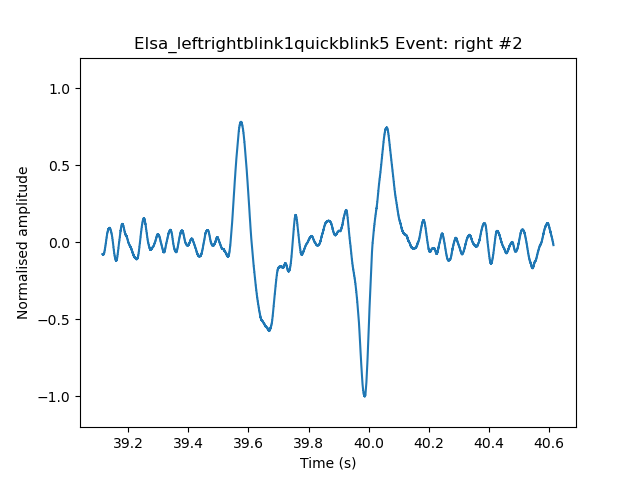 Elsa_leftrightblink1quickblink5 Event: right #2
Normalised amplitude
1.0
0.5
0.0
−0.5
−1.0
39.2 39.4 39.6 39.8 40.0 40.2 40.4 40.6
Time (s)